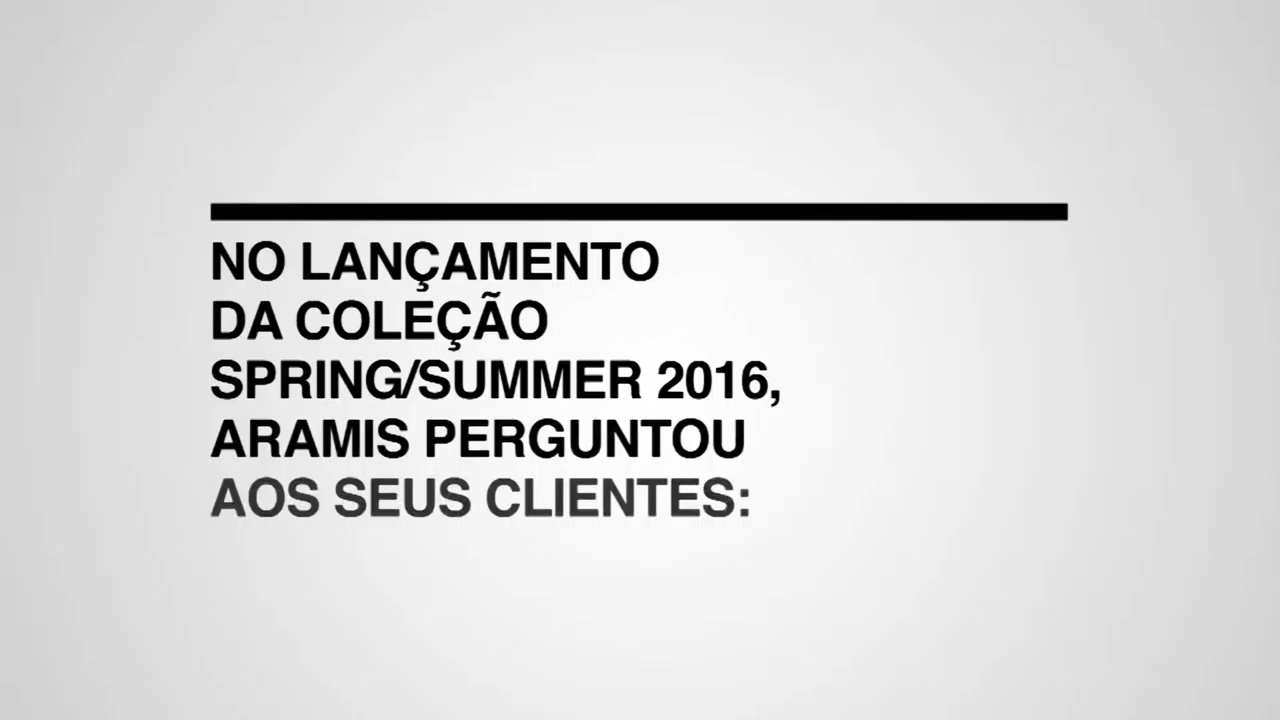 NO LANÇAMENTO
DA COLEÇÃO
SPRING/SUMMER 2016,
ARAMIS PERGUNTOU
AOS SEUS CLIENTES: